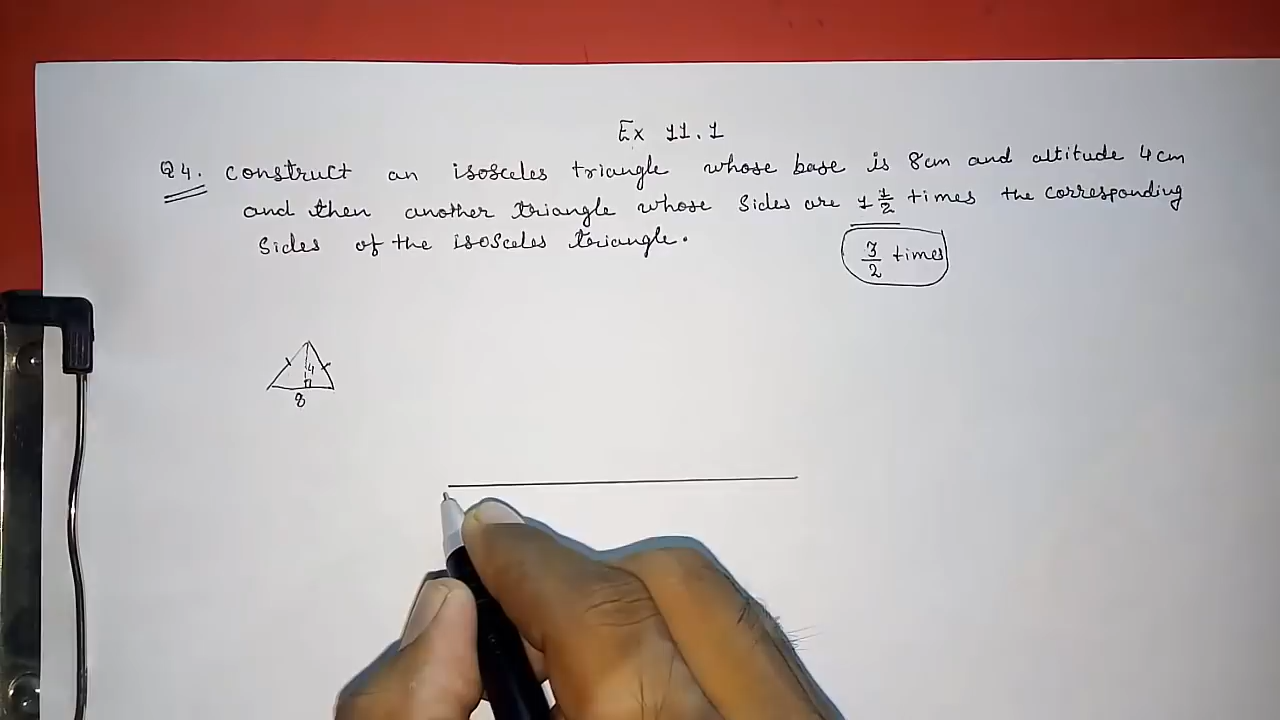 Ex 11.1
Q4. Construct an isosceles triangle whose base is 8cm and altitude 4cm
and then another triangle whose sides are 1 1/2 times the corresponding
sides of the isosceles triangle.
3/2 times
4
8